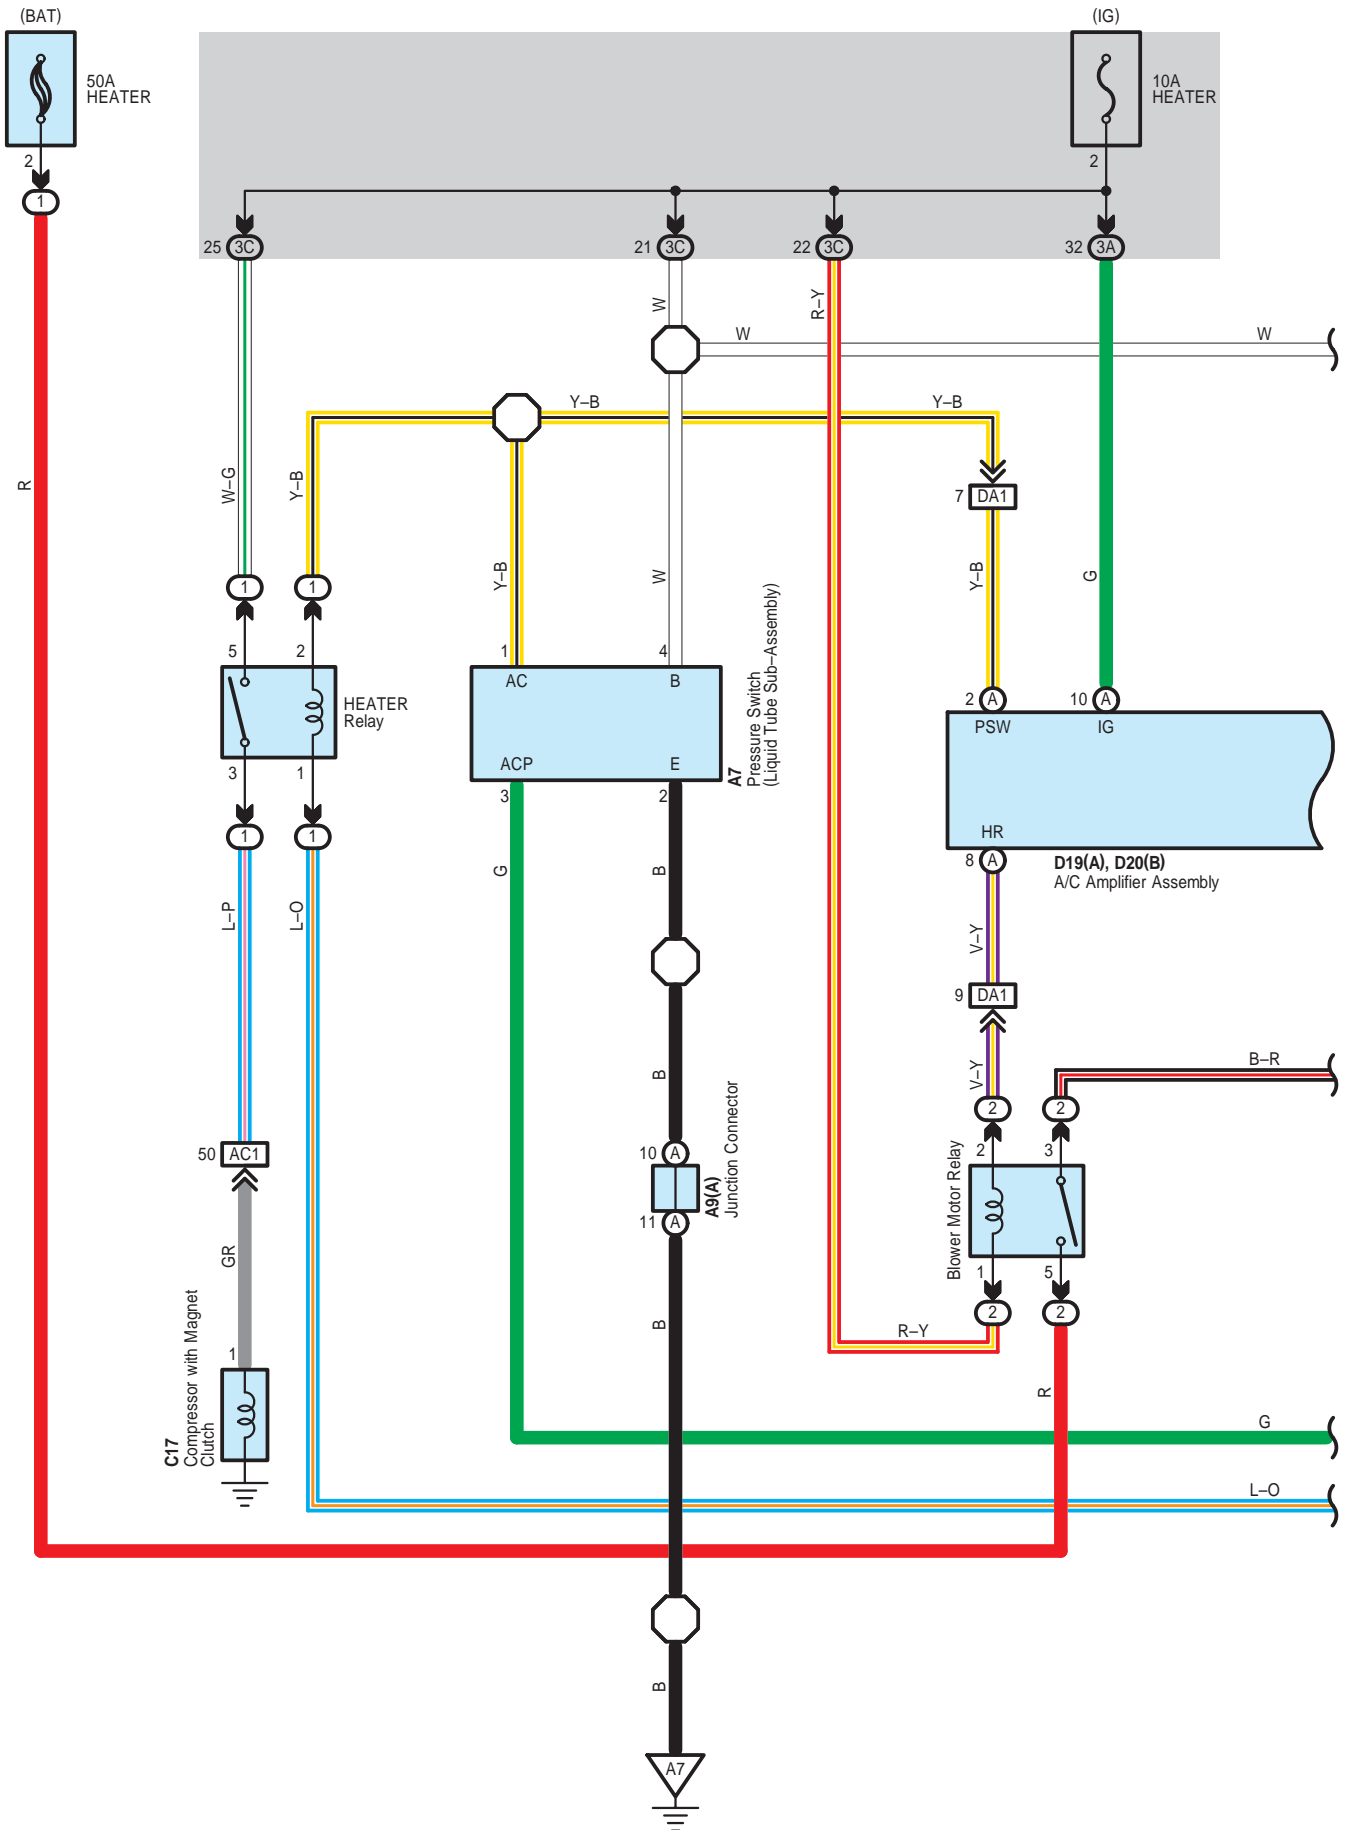 (BAT)
(IG)
50A
HEATER
10A
HEATER
2
2
1
25 3C
21 3C
22 3C
32 3A
W
R–Y
W
W
Y–B
Y–B
R
W–G
Y–B
7 DA1
Y–B
W
Y–B
G
1
1
5
2
1
4
2 A
10 A
AC
B
PSW
IG
HEATER
Relay
A7
Pressure Switch
(Liquid Tube Sub–Assembly)
ACP
E
3
1
3
2
HR
1
1
8 A
D19(A), D20(B)
A/C Amplifier Assembly
G
B
L–P
L–O
V–Y
9 DA1
B
V–Y
B–R
2
2
50 AC1
10 A
2
3
A9(A)
Junction Connector
Blower Motor Relay
11 A
GR
1
5
2
2
B
R–Y
1
R
C17
Compressor with Magnet
Clutch
G
L–O
B
A7